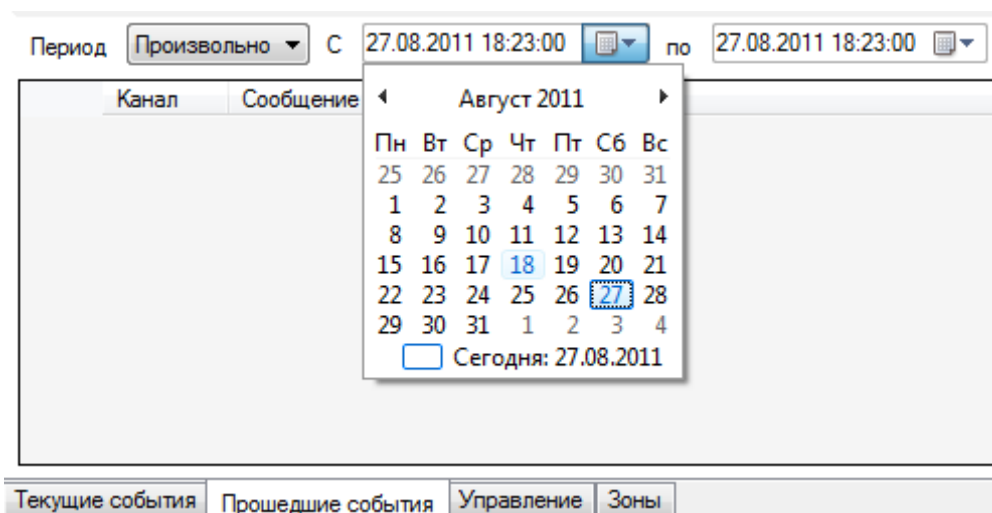 Период Произвольно С 27.08.2011 18:23:00 по 27.08.2011 18:23:00
Канал Сообщение
Август 2011
Пн Вт Ср Чт Пт Сб Вс
25 26 27 28 29 30 31
1 2 3 4 5 6 7
8 9 10 11 12 13 14
15 16 17 18 19 20 21
22 23 24 25 26 27 28
29 30 31 1 2 3 4
Сегодня: 27.08.2011
Текущие события Прошедшие события Управление Зоны